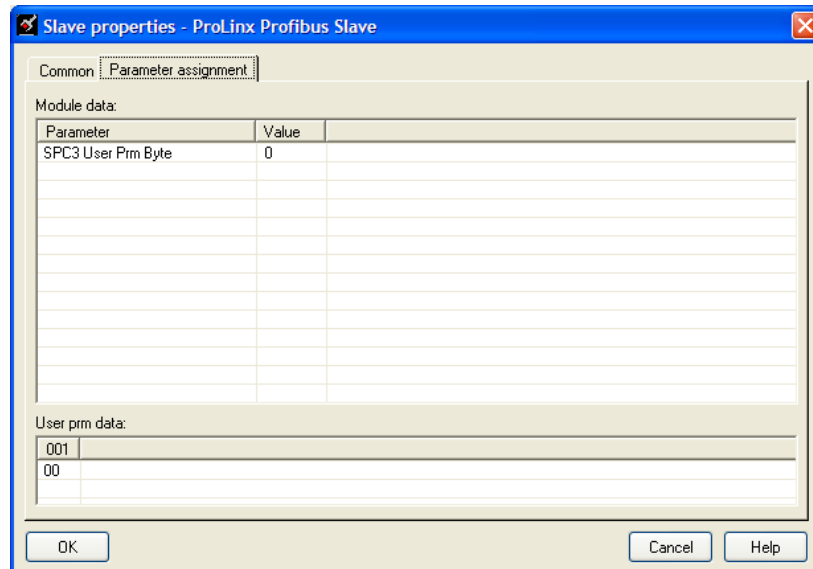 Slave properties - ProLinx Profibus Slave
Common Parameter assignment
Module data:
Parameter Value
SPC3 User Prm Byte 0
User prm data:
001
00
OK Cancel Help